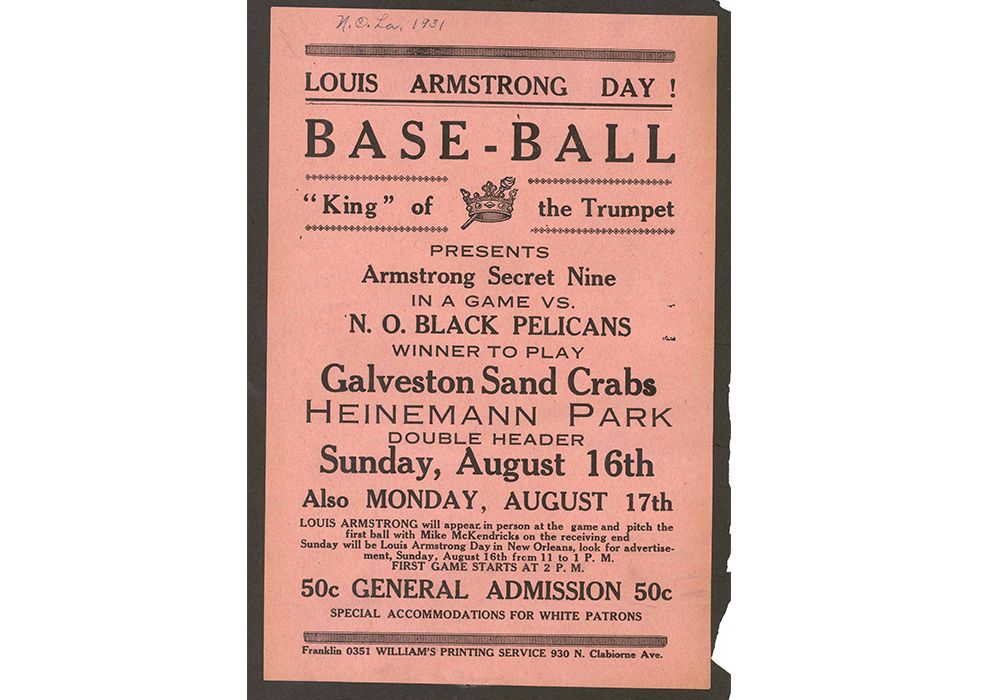 N. O. La, 1931
LOUIS ARMSTRONG DAY !
BASE-BALL
"King" of the Trumpet
PRESENTS
Armstrong Secret Nine
IN A GAME VS.
N. O. BLACK PELICANS
WINNER TO PLAY
Galveston Sand Crabs
HEINEMANN PARK
DOUBLE HEADER
Sunday, August 16th
Also MONDAY, AUGUST 17th
LOUIS ARMSTRONG will appear in person at the game and pitch the
first ball with Mike McKendricks on the receiving end
Sunday will be Louis Armstrong Day in New Orleans, look for advertise-
ment, Sunday, August 16th from 11 to 1 P. M.
FIRST GAME STARTS AT 2 P. M.
50c GENERAL ADMISSION 50c
SPECIAL ACCOMMODATIONS FOR WHITE PATRONS
Franklin 0351 WILLIAM'S PRINTING SERVICE 930 N. Clabiorne Ave.